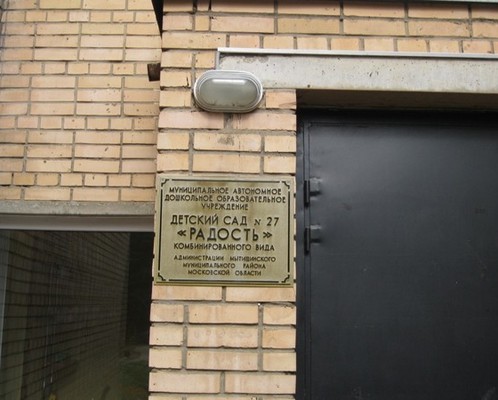 МУНИЦИПАЛЬНОЕ АВТОНОМНОЕ
ДОШКОЛЬНОЕ ОБРАЗОВАТЕЛЬНОЕ
УЧРЕЖДЕНИЕ
ДЕТСКИЙ САД № 27
«РАДОСТЬ»
КОМБИНИРОВАННОГО ВИДА
АДМИНИСТРАЦИИ МЫТИЩИНСКОГО
МУНИЦИПАЛЬНОГО РАЙОНА
МОСКОВСКОЙ ОБЛАСТИ